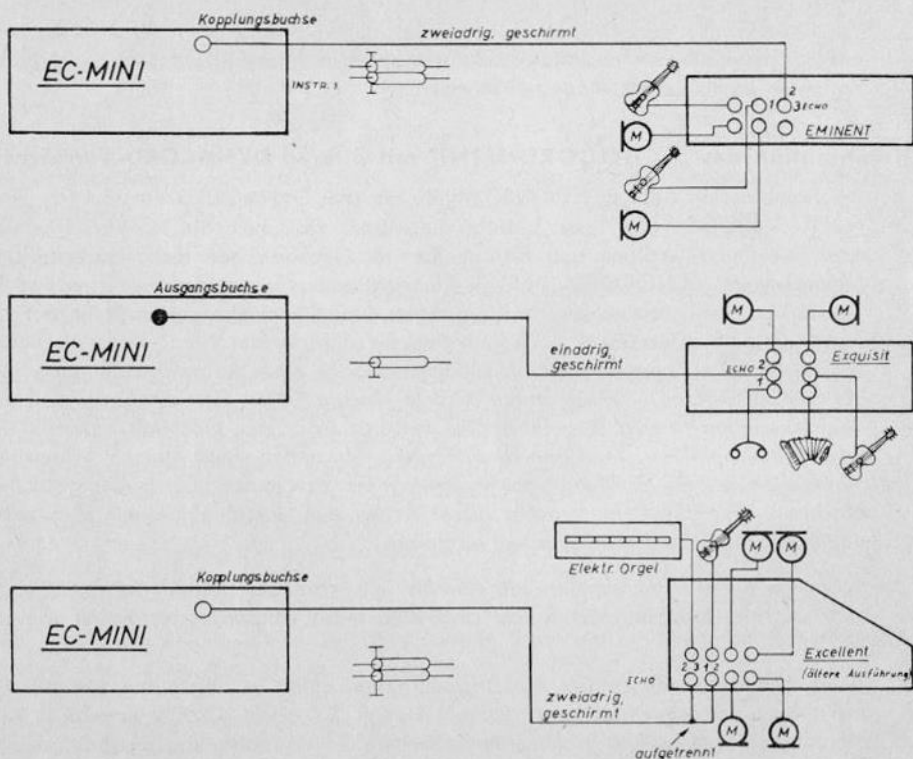 Kopplungsbuchse
zweiadrig, geschirmt
EC-MINI
INSTR. 1
2
1 3 ECHO
EMINENT
M
M
Ausgangsbuchse
EC-MINI
einadrig,
geschirmt
M
M
Exquisit
ECHO 2
1
Elektr. Orgel
M
M
Kopplungsbuchse
EC-MINI
Excellent
2 3 1 2
(ältere Ausführung)
ECHO
zweiadrig,
geschirmt
M
M
aufgetrennt